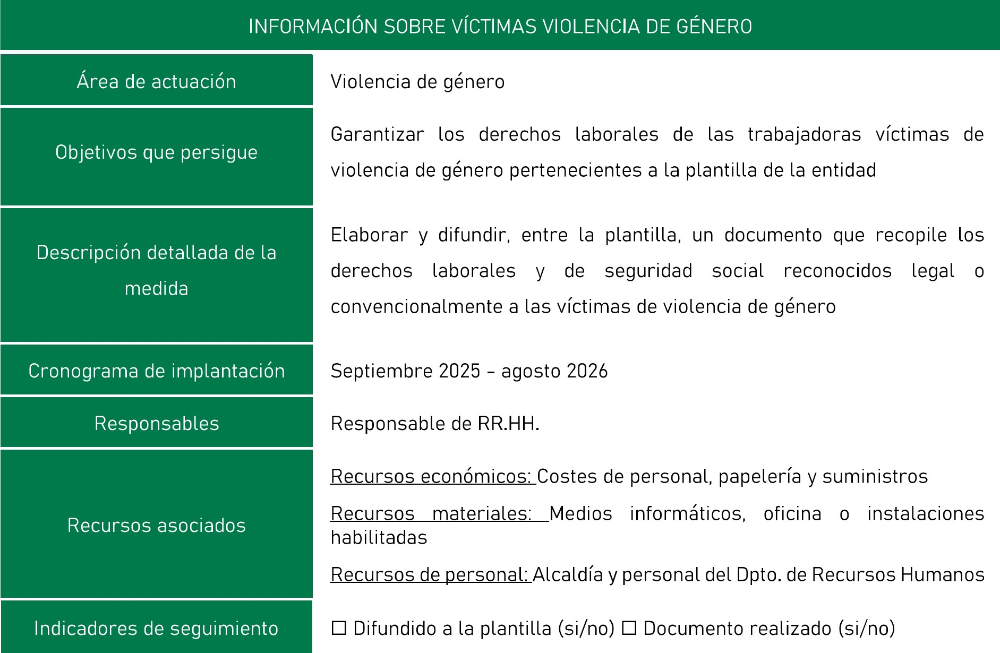 INFORMACIÓN SOBRE VÍCTIMAS VIOLENCIA DE GÉNERO
Área de actuación
Violencia de género
Objetivos que persigue
Garantizar los derechos laborales de las trabajadoras víctimas de
violencia de género pertenecientes a la plantilla de la entidad
Descripción detallada de la
medida
Elaborar y difundir, entre la plantilla, un documento que recopile los
derechos laborales y de seguridad social reconocidos legal o
convencionalmente a las víctimas de violencia de género
Cronograma de implantación
Septiembre 2025 – agosto 2026
Responsables
Responsable de RR.HH.
Recursos asociados
Recursos económicos: Costes de personal, papelería y suministros
Recursos materiales: Medios informáticos, oficina o instalaciones
habilitadas
Recursos de personal: Alcaldía y personal del Dpto. de Recursos Humanos
Indicadores de seguimiento
☐ Difundido a la plantilla (si/no) ☐ Documento realizado (si/no)